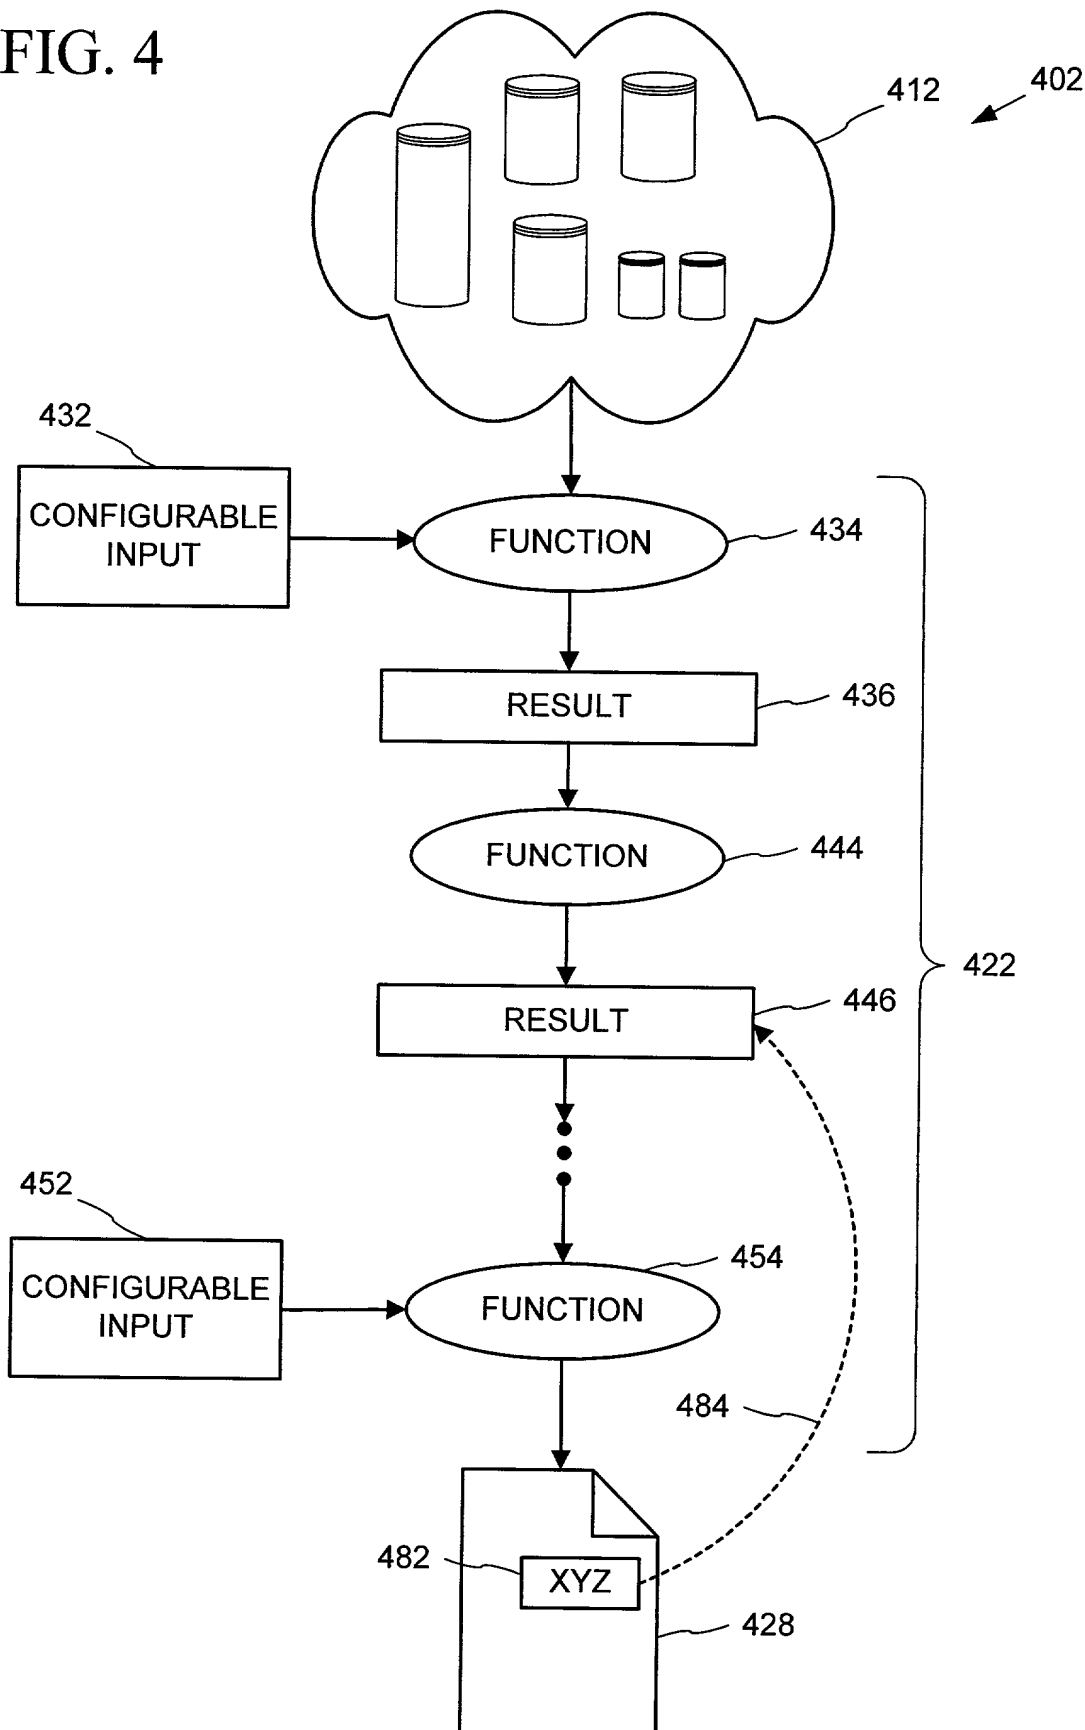 FIG. 4
402
412
432
CONFIGURABLE
INPUT
FUNCTION
434
RESULT
436
FUNCTION
444
422
RESULT
446
452
CONFIGURABLE
INPUT
454
FUNCTION
484
482
XYZ
428